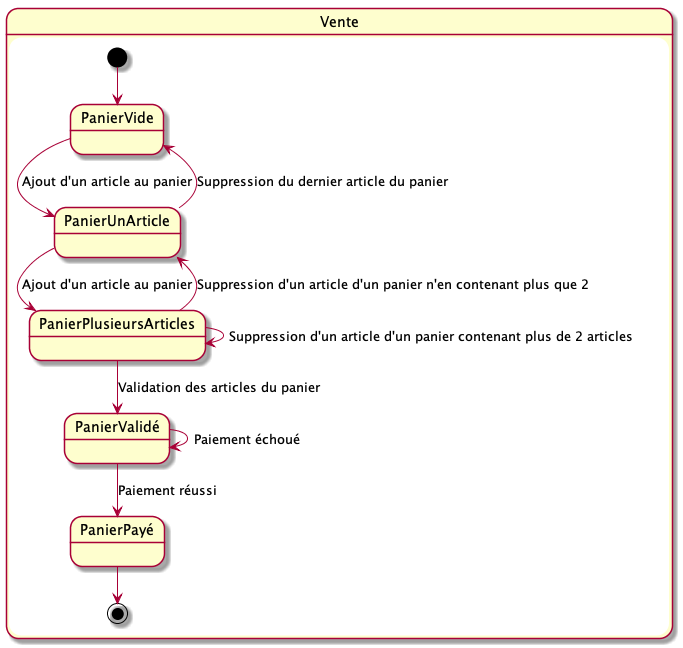 Vente
PanierVide
Ajout d'un article au panier
Suppression du dernier article du panier
PanierUnArticle
Ajout d'un article au panier
Suppression d'un article d'un panier n'en contenant plus que 2
PanierPlusieursArticles
Suppression d'un article d'un panier contenant plus de 2 articles
Validation des articles du panier
PanierValidé
Paiement échoué
Paiement réussi
PanierPayé